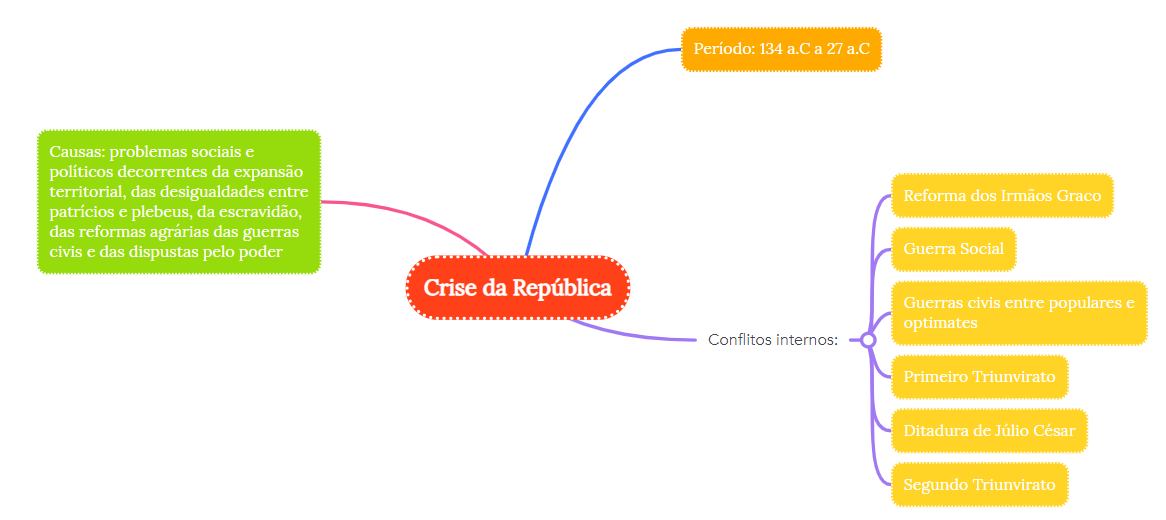 Período: 134 a.C a 27 a.C
Causas: problemas sociais e
políticos decorrentes da expansão
territorial, das desigualdades entre
patrícios e plebeus, da escravidão,
das reformas agrárias das guerras
civis e das dispustas pelo poder
Crise da República
Conflitos internos:
Reforma dos Irmãos Graco
Guerra Social
Guerras civis entre populares e
optimates
Primeiro Triunvirato
Ditadura de Júlio César
Segundo Triunvirato